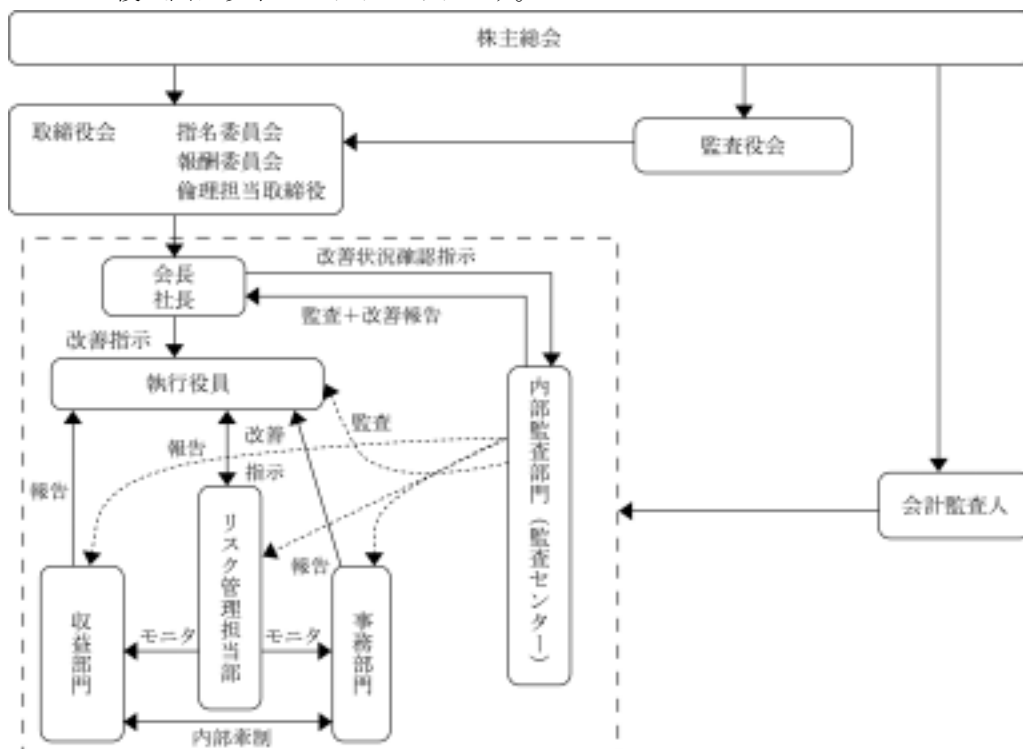 株主総会
取締役会
指名委員会
報酬委員会
倫理担当取締役
監査役会
会長
社長
改善状況確認指示
監査＋改善報告
改善指示
執行役員
監査
報告
改善
指示
報告
報告
内部監査部門（監査センター）
会計監査人
リスク管理担当部
収益部門
事務部門
モニタ
モニタ
内部牽制